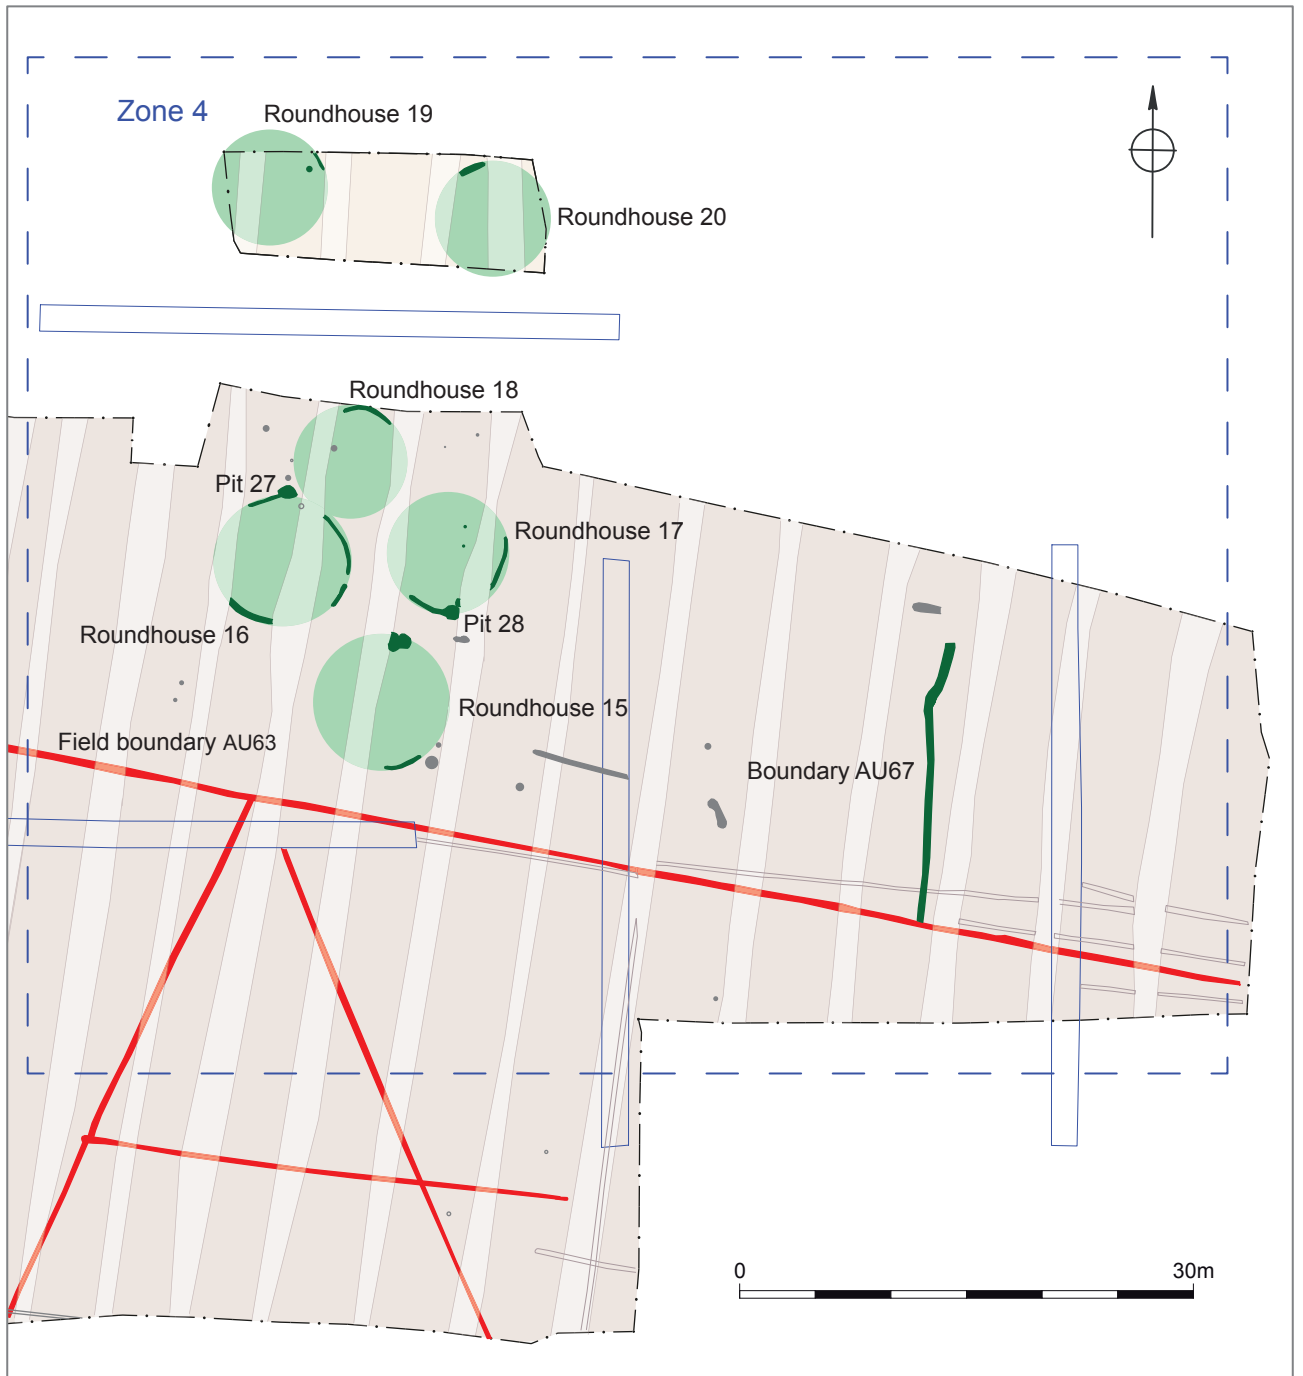 Zone 4
Roundhouse 19
Roundhouse 20
Roundhouse 18
Pit 27
Roundhouse 17
Pit 28
Roundhouse 16
Roundhouse 15
Field boundary AU63
Boundary AU67
0 30m